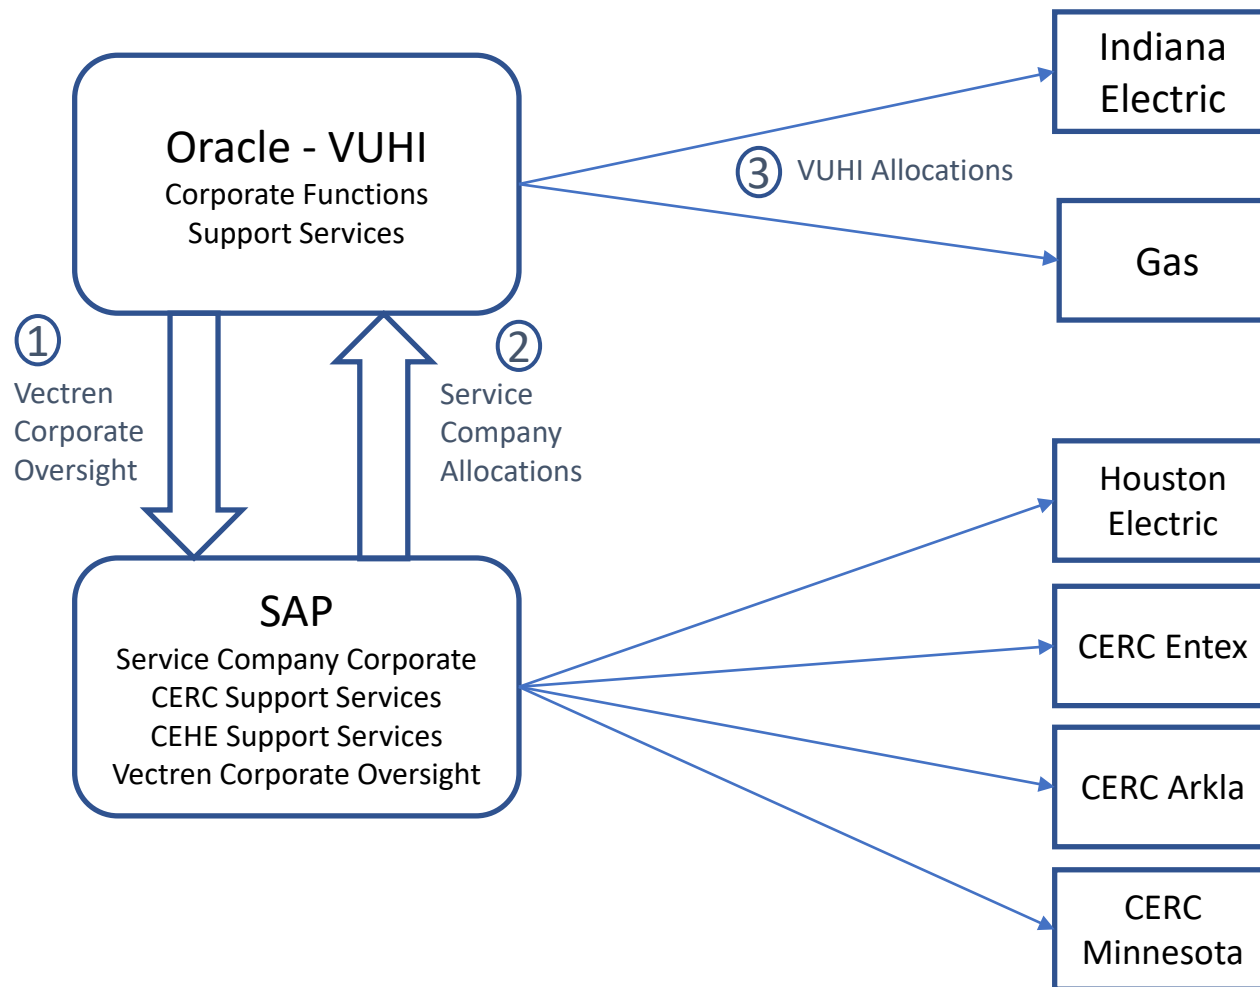 Indiana
Electric
Oracle - VUHI
Corporate Functions
Support Services
3 VUHI Allocations
Gas
1
Vectren
Corporate
Oversight
2
Service
Company
Allocations
Houston
Electric
SAP
Service Company Corporate
CERC Support Services
CEHE Support Services
Vectren Corporate Oversight
CERC Entex
CERC Arkla
CERC
Minnesota